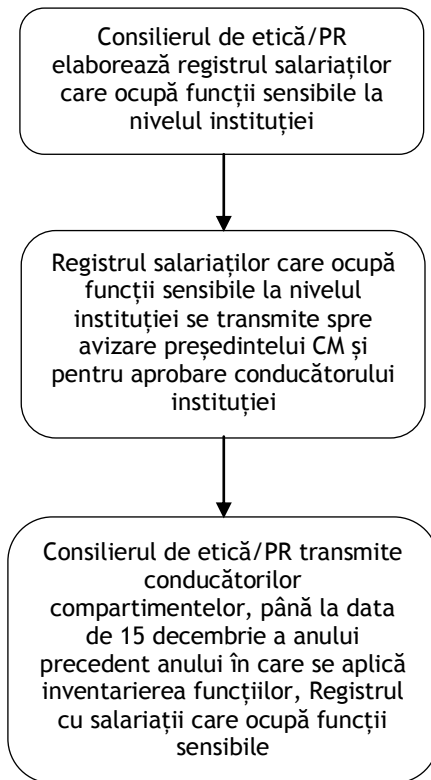 Consilierul de etică/PR
elaborează registrul salariaților
care ocupă funcții sensibile la
nivelul instituției
Registrul salariaților care ocupă
funcții sensibile la nivelul
instituției se transmite spre
avizare președintelui CM și
pentru aprobare conducătorului
instituției
Consilierul de etică/PR transmite
conducătorilor
compartimentelor, până la data
de 15 decembrie a anului
precedent anului în care se aplică
inventarierea funcțiilor, Registrul
cu salariații care ocupă funcții
sensibile